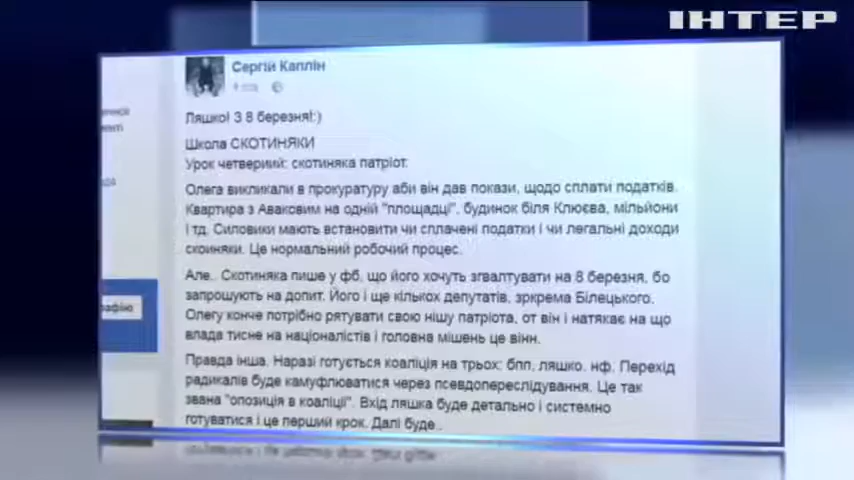 ІНТЕР
Сергій Каплін
Ляшко! З 8 березня!:)
Школа СКОТИНЯКИ
Урок четвериий: скотиняка патріот.
Олега викликали в прокуратуру аби він дав покази, щодо сплати податків.
Квартира з Аваковим на одній "площадці", будинок біля Клюєва, мільйони
і тд. Силовики мають встановити чи сплачені податки і чи легальні доходи
скоиняки. Це нормальний робочий процес.
Але.. Скотиняка пише у фб, що його хочуть згвалтувати на 8 березня, бо
запрошують на допит. Його і ще кількох депутатів, зркрема Білецького.
Олегу конче потрібно рятувати свою нішу патріота, от він і натякає на що
влада тисне на націоналістів і головна мішень це вінн.
Правда інша. Наразі готується коаліція на трьох: бпп, ляшко, нф. Перехід
радикалів буде камуфлюватися через псевдопереслідування. Це так
звана "опозиція в коаліції". Вхід ляшка буде детально і системно
готуватися і це перший крок. Далі буде..